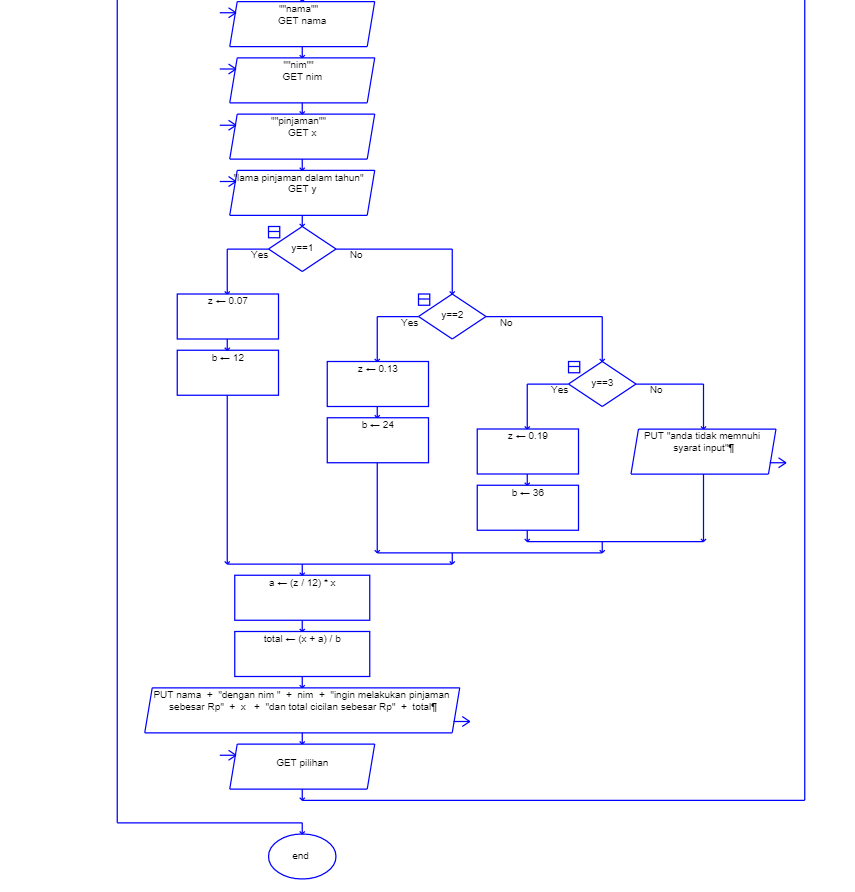 ""nama""
GET nama
""nim""
GET nim
""pinjaman""
GET x
"lama pinjaman dalam tahun"
GET y
y==1
Yes
No
z ← 0.07
b ← 12
y==2
Yes
No
z ← 0.13
b ← 24
y==3
Yes
No
z ← 0.19
b ← 36
PUT "anda tidak memnuhi
syarat input"¶
a ← (z / 12) * x
total ← (x + a) / b
PUT nama + "dengan nim " + nim + "ingin melakukan pinjaman
sebesar Rp" + x + "dan total cicilan sebesar Rp" + total¶
GET pilihan
end